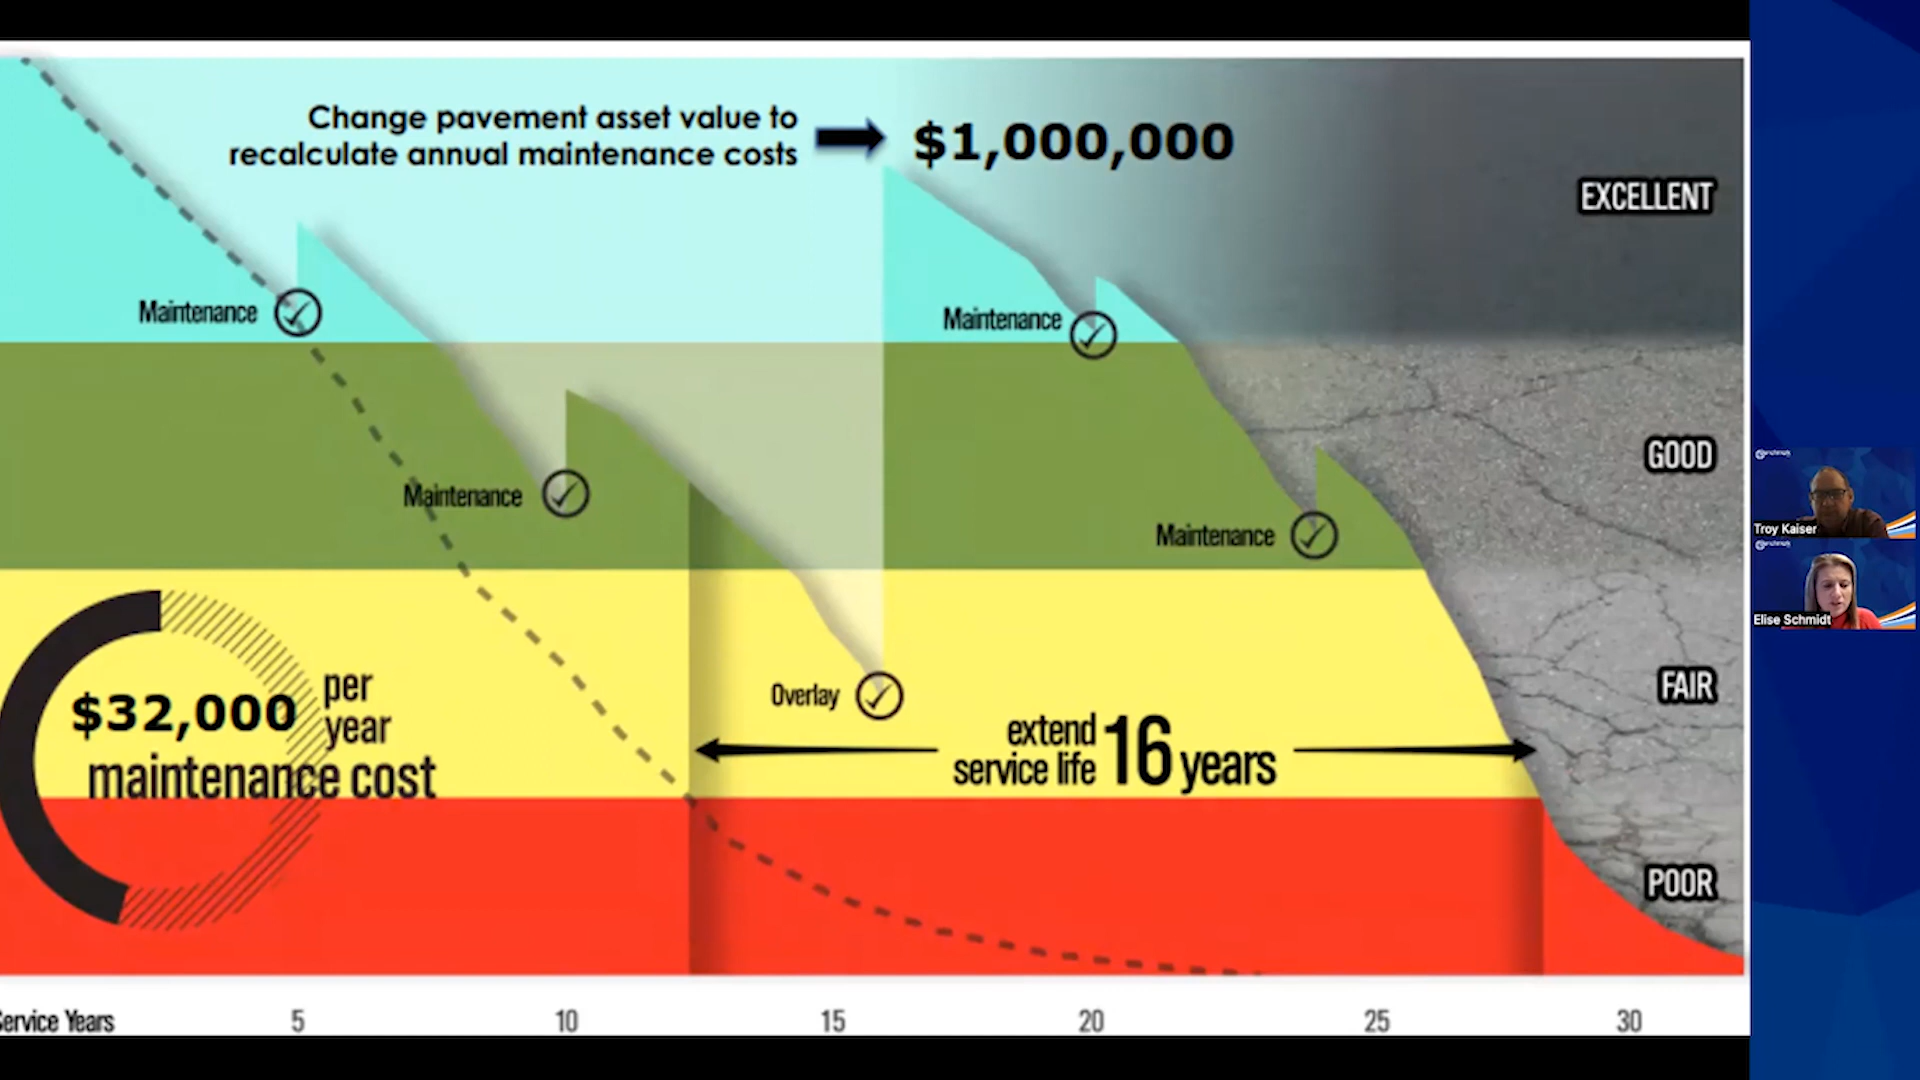 Change pavement asset value to
recalculate annual maintenance costs
$1,000,000
EXCELLENT
Maintenance
Maintenance
GOOD
Maintenance
Maintenance
FAIR
Overlay
$32,000 per
year
maintenance cost
extend
service life 16 years
POOR
Service Years 5 10 15 20 25 30
Troy Kaiser
Elise Schmidt